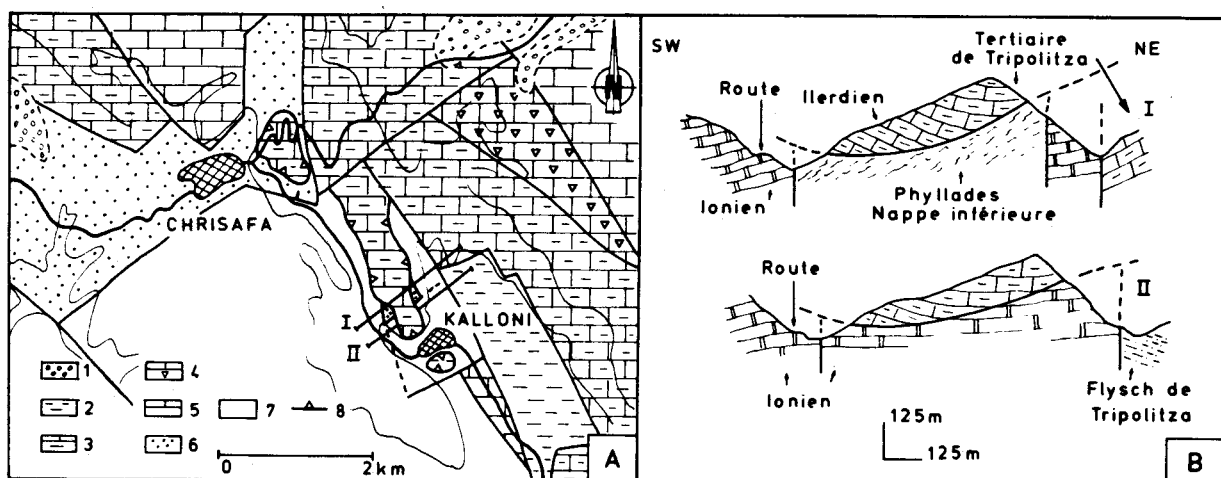 N
CHRISAFA
KALLONI
I
II
1
2
3
4
5
6
7
8
0
2km
A
SW
NE
Tertiaire
de Tripolitza
Route
Ilerdien
I
Ionien
Phyllades
Nappe inférieure
Route
II
Ionien
Flysch de
Tripolitza
125m
125m
B